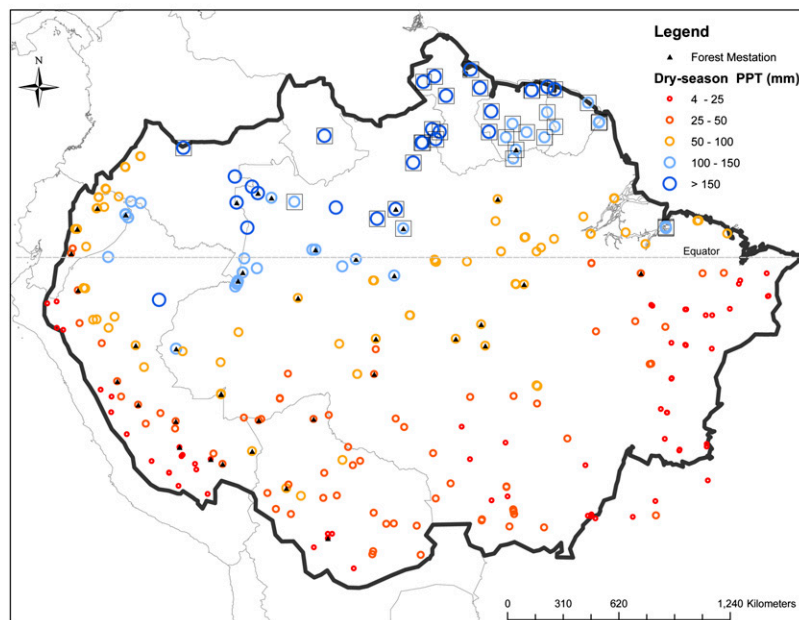 Legend
Forest Mestation
Dry-season PPT (mm)
4 - 25
25 - 50
50 - 100
100 - 150
> 150
N
Equator
0 310 620 1,240 Kilometers